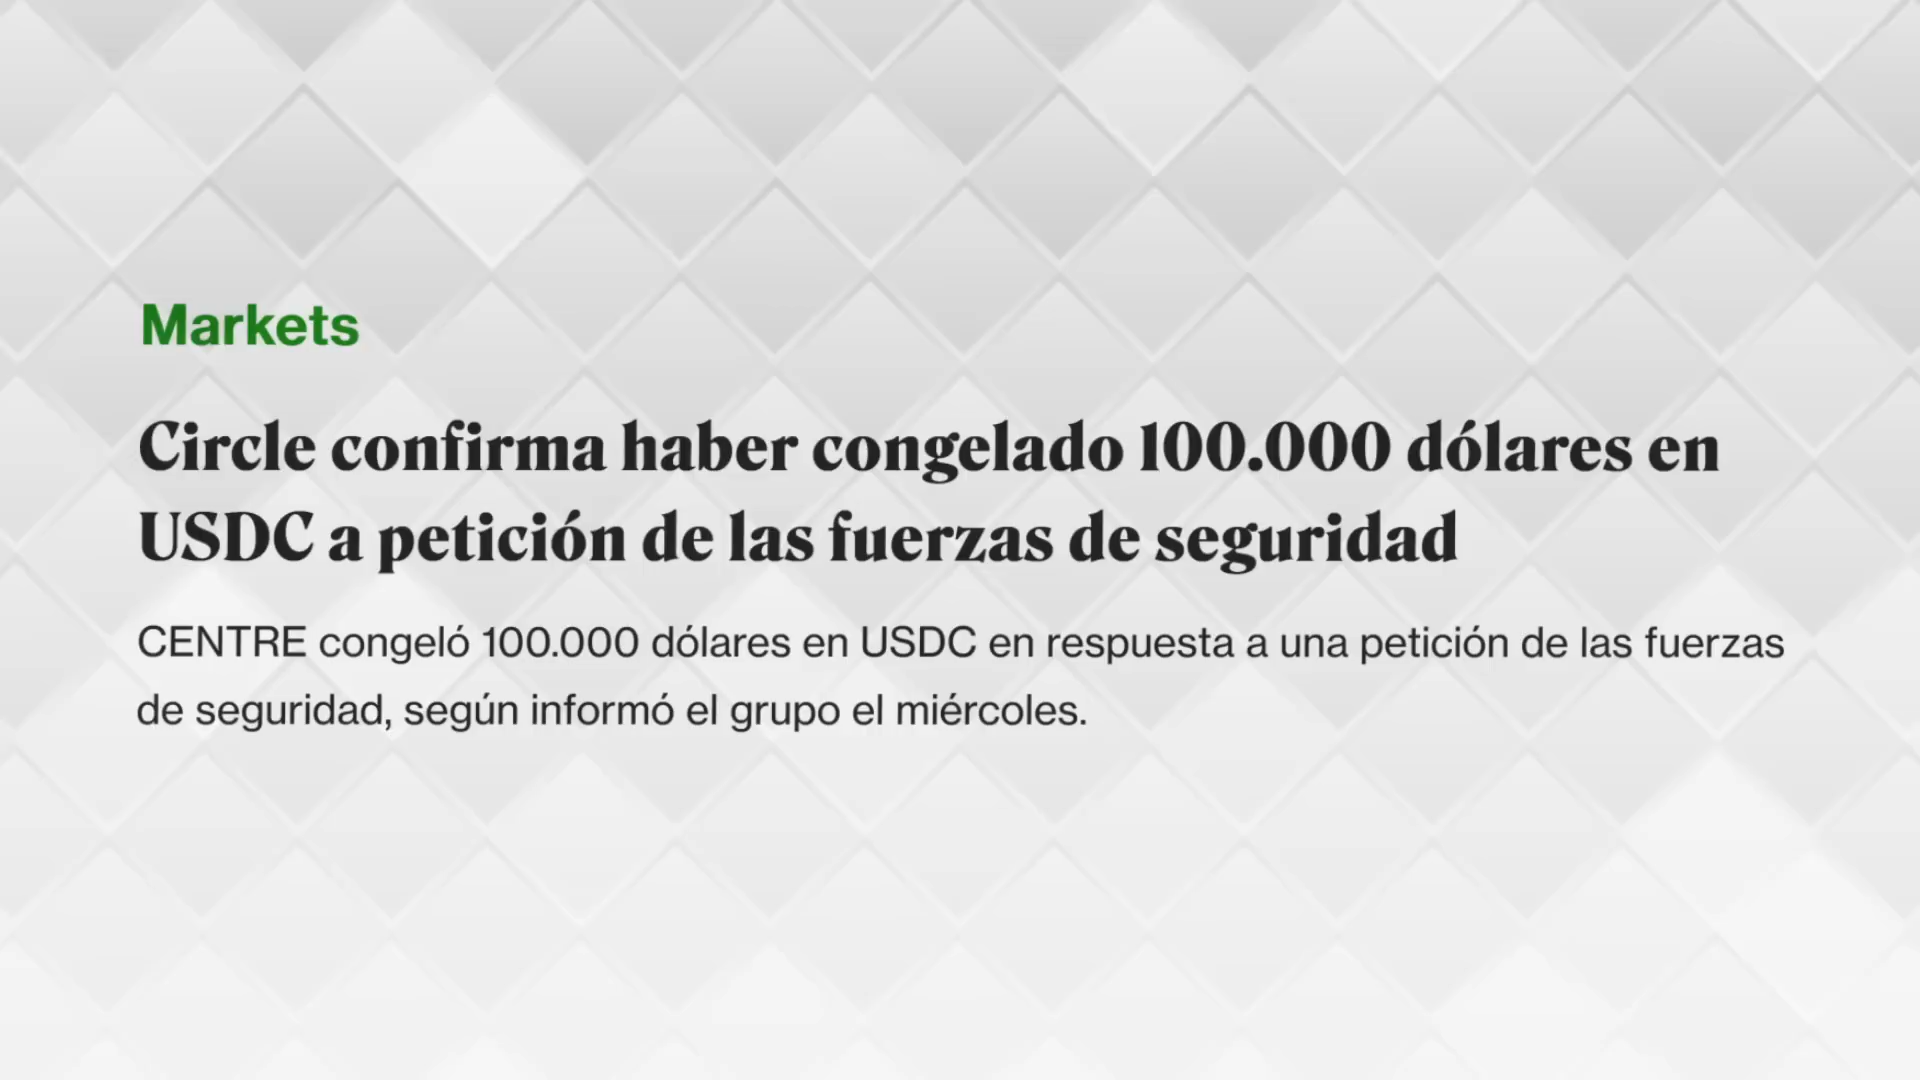 Markets
Circle confirma haber congelado 100.000 dólares en
USDC a petición de las fuerzas de seguridad
CENTRE congeló 100.000 dólares en USDC en respuesta a una petición de las fuerzas
de seguridad, según informó el grupo el miércoles.